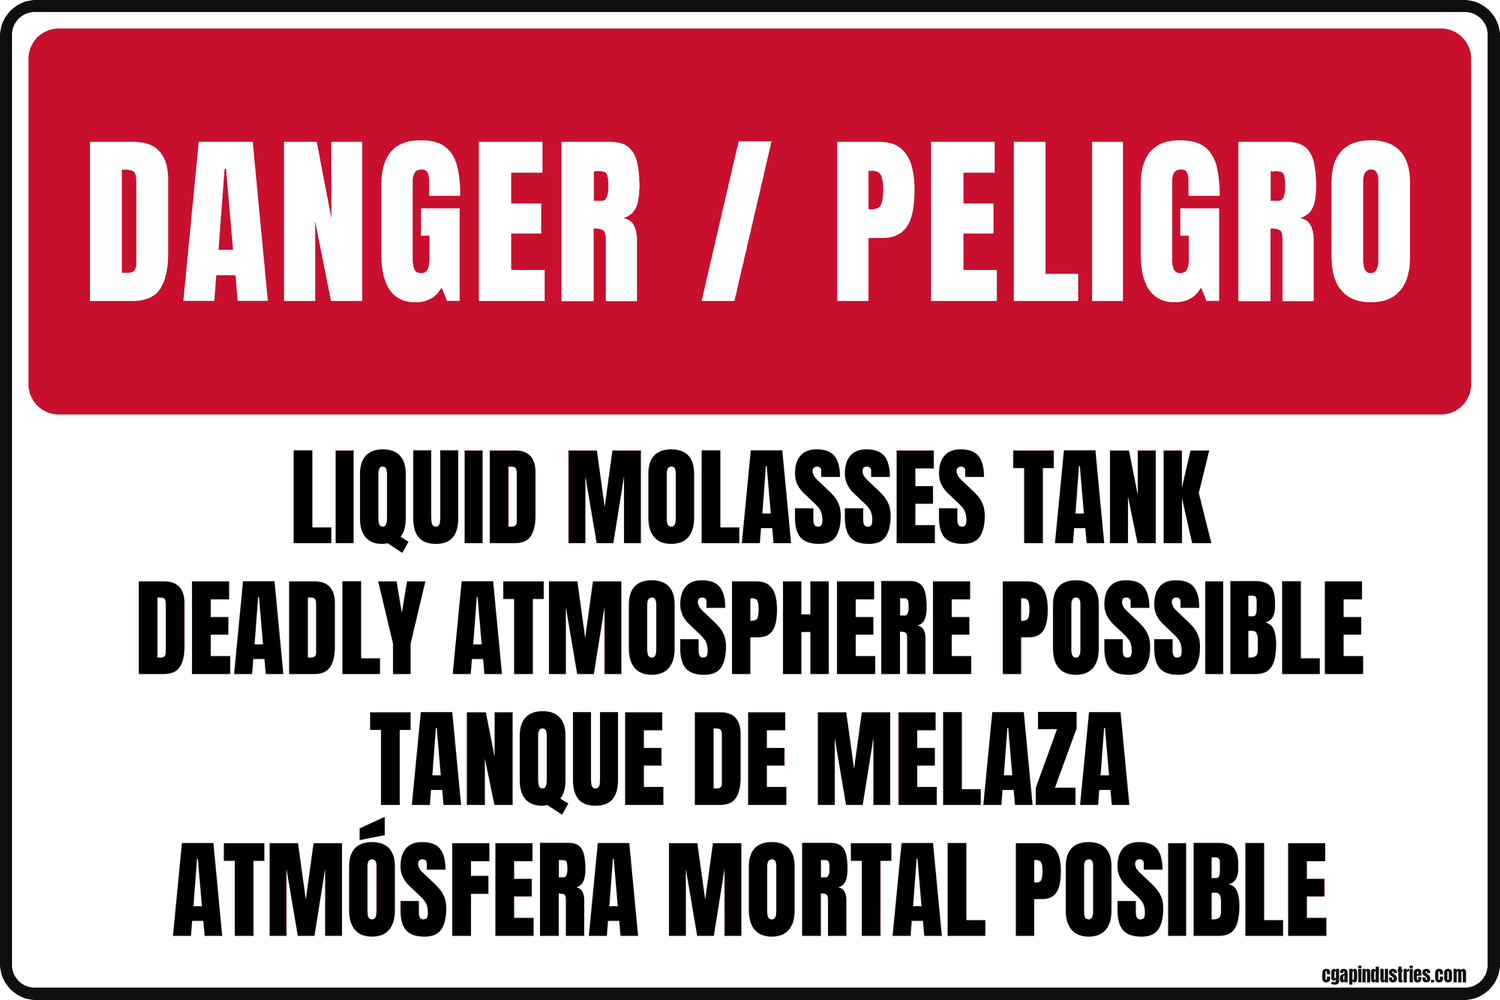 DANGER / PELIGRO
LIQUID MOLASSES TANK
DEADLY ATMOSPHERE POSSIBLE
TANQUE DE MELAZA
ATMÓSFERA MORTAL POSIBLE
cgapindustries.com